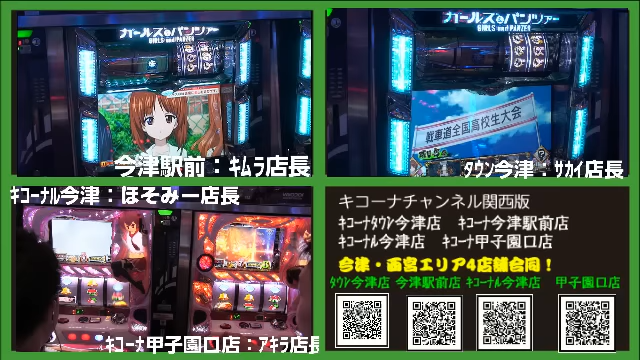 ガールズ&パンツァー
GIRLS und PANZER
今津駅前：ｷﾑﾗ店長
ガールズ&パンツァー
GIRLS und PANZER
戦車道全国高校生大会
ﾀｳﾝ今津：ｻｶｲ店長
ｷｺｰﾅﾙ今津：ほそみー店長
ｷｺｰﾅ甲子園口店：ｱｷﾗ店長
キコーナチャンネル関西版
ｷｺｰﾅﾀｳﾝ今津店 ｷｺｰﾅ今津駅前店
ｷｺｰﾅﾙ今津店 ｷｺｰﾅ甲子園口店
今津・西宮エリア4店舗合同！
ﾀｳﾝ今津店 今津駅前店 ｷｺｰﾅﾙ今津店 甲子園口店